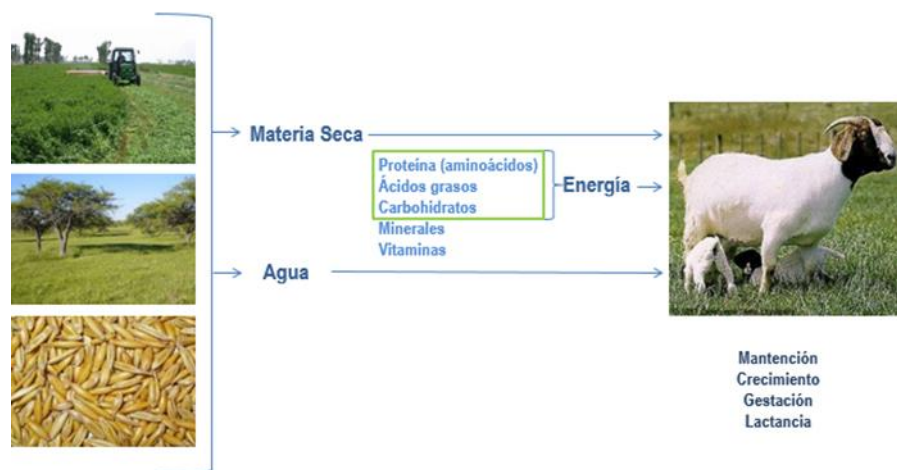 Materia Seca
Proteína (aminoácidos)
Ácidos grasos
Carbohidratos
Minerales
Vitaminas
Energía
Agua
Mantención
Crecimiento
Gestación
Lactancia